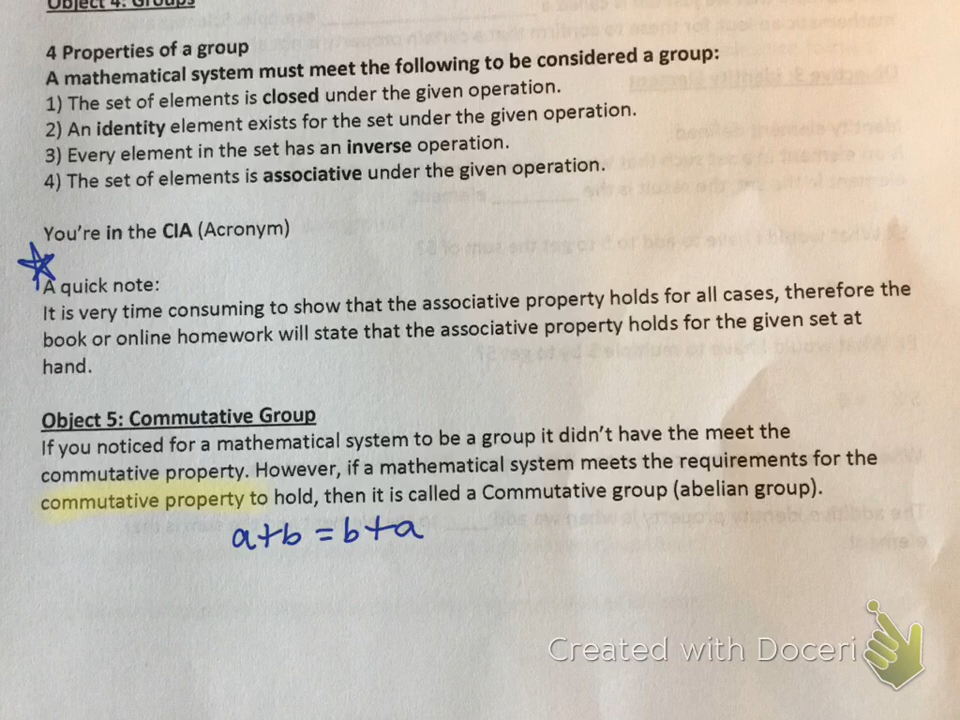 Object 4: Groups
4 Properties of a group
A mathematical system must meet the following to be considered a group:
1) The set of elements is closed under the given operation.
2) An identity element exists for the set under the given operation.
3) Every element in the set has an inverse operation.
4) The set of elements is associative under the given operation.
You're in the CIA (Acronym)
A quick note:
It is very time consuming to show that the associative property holds for all cases, therefore the
book or online homework will state that the associative property holds for the given set at
hand.
Object 5: Commutative Group
If you noticed for a mathematical system to be a group it didn't have the meet the
commutative property. However, if a mathematical system meets the requirements for the
commutative property to hold, then it is called a Commutative group (abelian group).
a+b = b+a
Created with Doceri